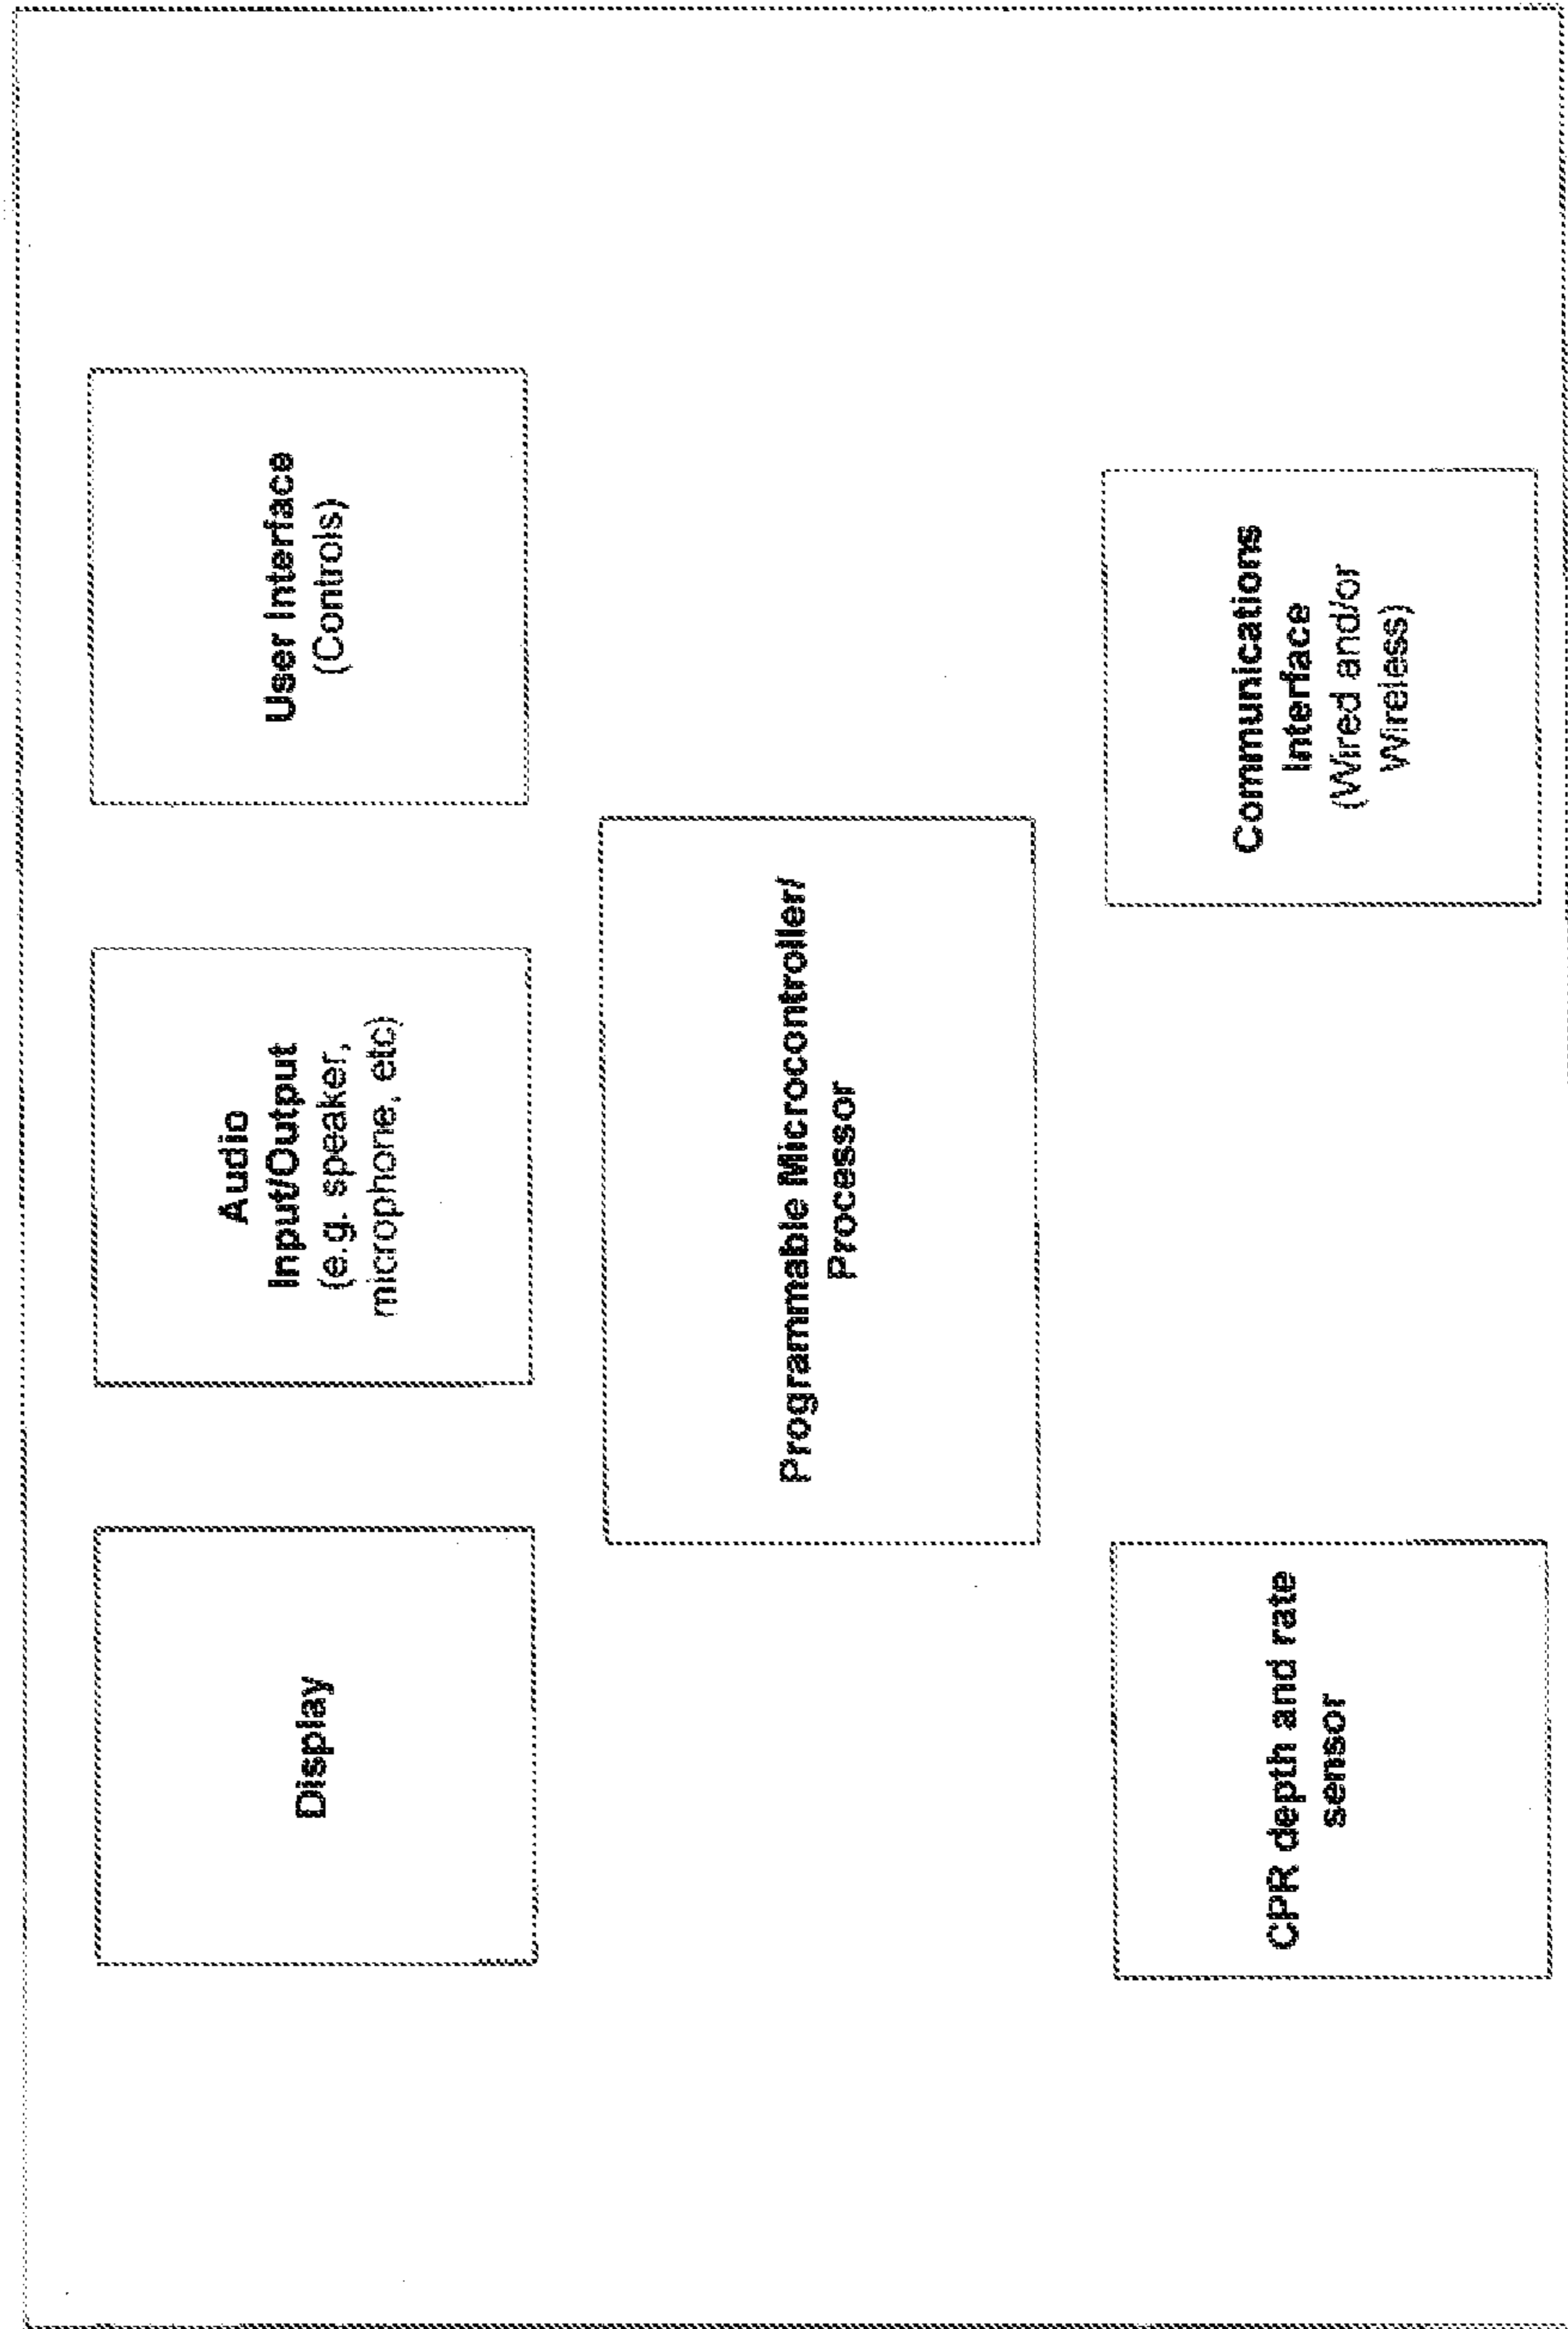 Display
Audio
Input/Output
(e.g. speaker,
microphone, etc)
User Interface
(Controls)
Programmable Microcontroller/
Processor
CPR depth and rate
sensor
Communications
Interface
(Wired and/or
Wireless)